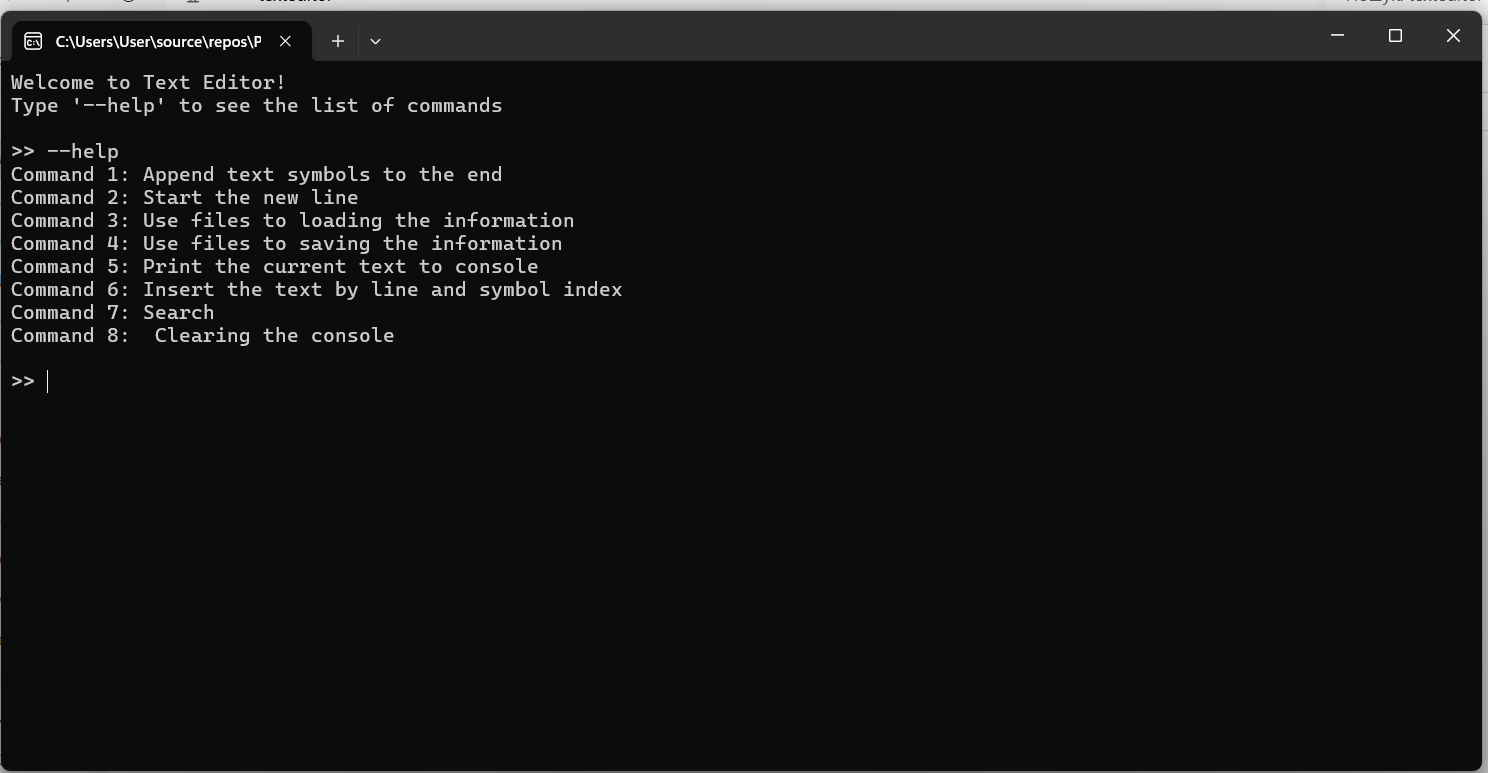 C:\Users\User\source\repos\P
Welcome to Text Editor!
Type '--help' to see the list of commands
>> --help
Command 1: Append text symbols to the end
Command 2: Start the new line
Command 3: Use files to loading the information
Command 4: Use files to saving the information
Command 5: Print the current text to console
Command 6: Insert the text by line and symbol index
Command 7: Search
Command 8:  Clearing the console
>>